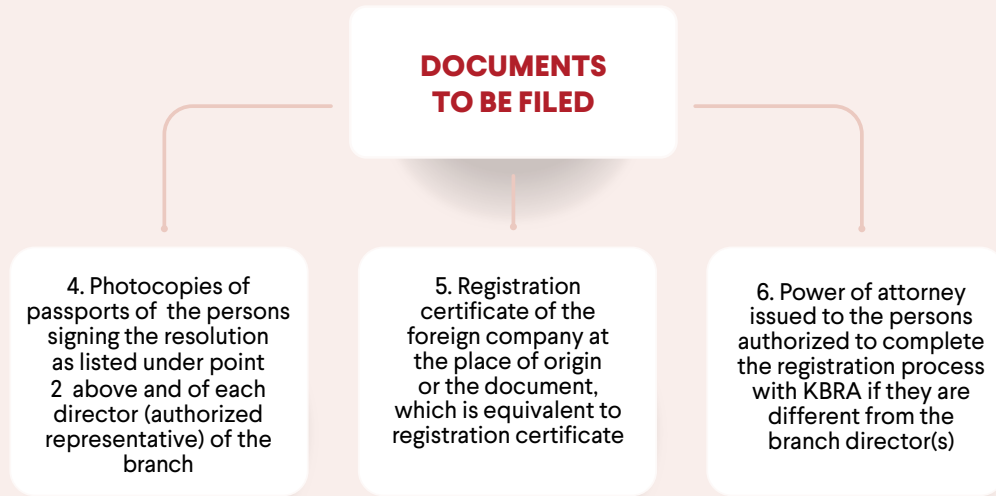 DOCUMENTS
TO BE FILED
4. Photocopies of
passports of the persons
signing the resolution
as listed under point
2 above and of each
director (authorized
representative) of the
branch
5. Registration
certificate of the
foreign company at
the place of origin
or the document,
which is equivalent to
registration certificate
6. Power of attorney
issued to the persons
authorized to complete
the registration process
with KBRA if they are
different from the
branch director(s)